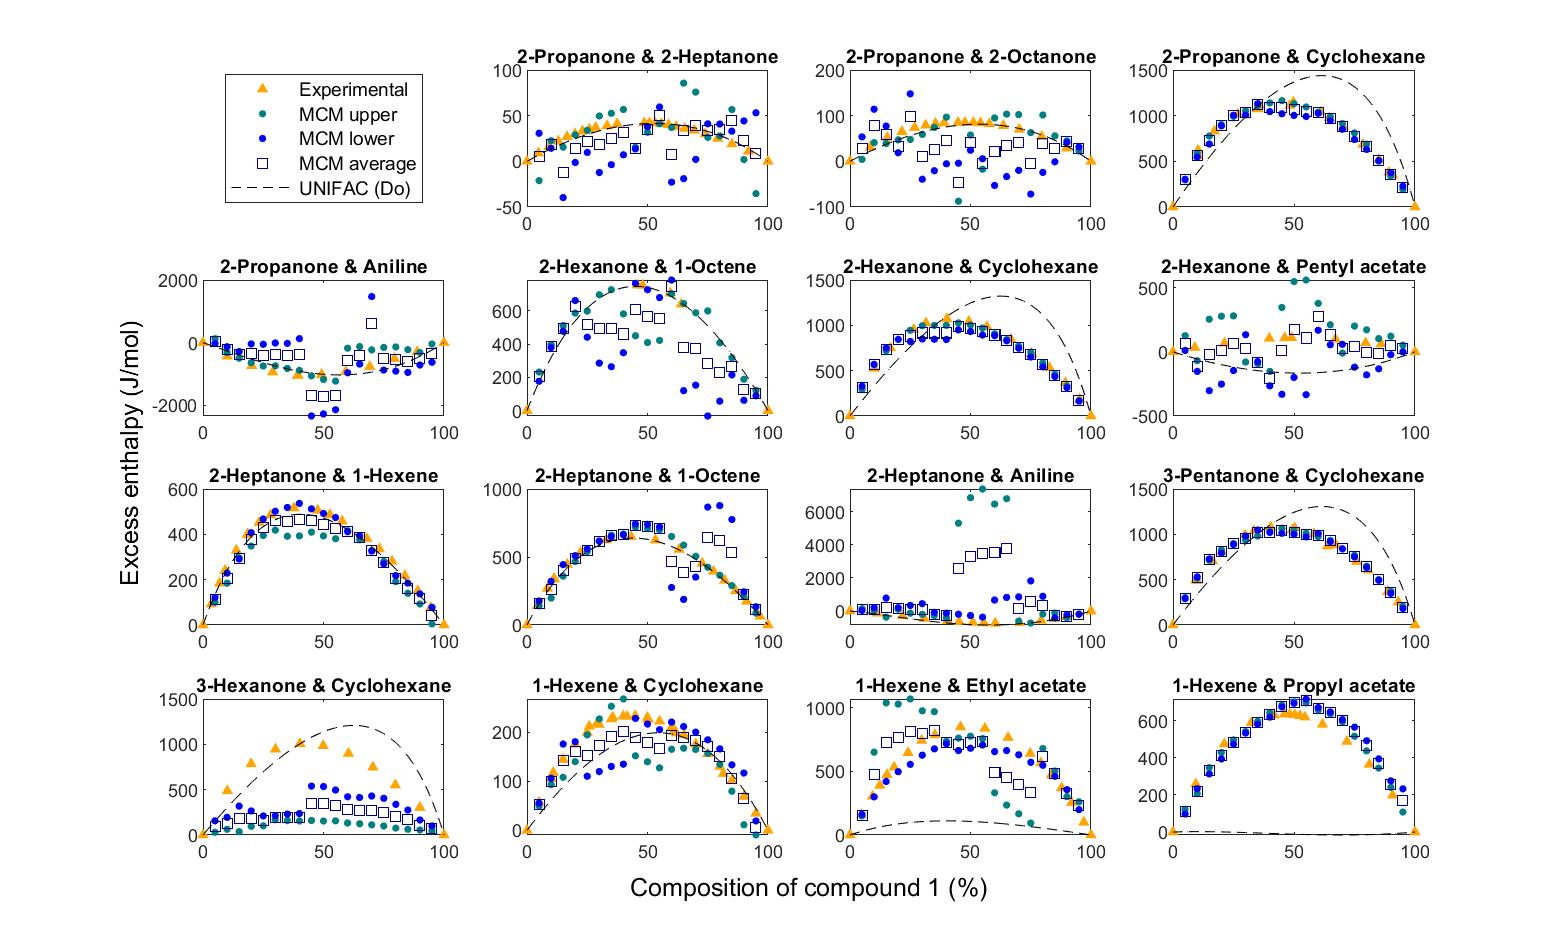 Experimental
MCM upper
MCM lower
MCM average
UNIFAC (Do)
2-Propanone & 2-Heptanone
100
50
0
-50
0 50 100
2-Propanone & 2-Octanone
200
100
0
-100
0 50 100
2-Propanone & Cyclohexane
1500
1000
500
0
0 50 100
2-Propanone & Aniline
2000
0
-2000
0 50 100
2-Hexanone & 1-Octene
600
400
200
0
0 50 100
2-Hexanone & Cyclohexane
1500
1000
500
0
0 50 100
2-Hexanone & Pentyl acetate
500
0
-500
0 50 100
Excess enthalpy (J/mol)
2-Heptanone & 1-Hexene
600
400
200
0
0 50 100
2-Heptanone & 1-Octene
1000
500
0
0 50 100
2-Heptanone & Aniline
6000
4000
2000
0
0 50 100
3-Pentanone & Cyclohexane
1500
1000
500
0
0 50 100
3-Hexanone & Cyclohexane
1500
1000
500
0
0 50 100
1-Hexene & Cyclohexane
200
100
0
0 50 100
1-Hexene & Ethyl acetate
1000
500
0
0 50 100
1-Hexene & Propyl acetate
600
400
200
0
0 50 100
Composition of compound 1 (%)